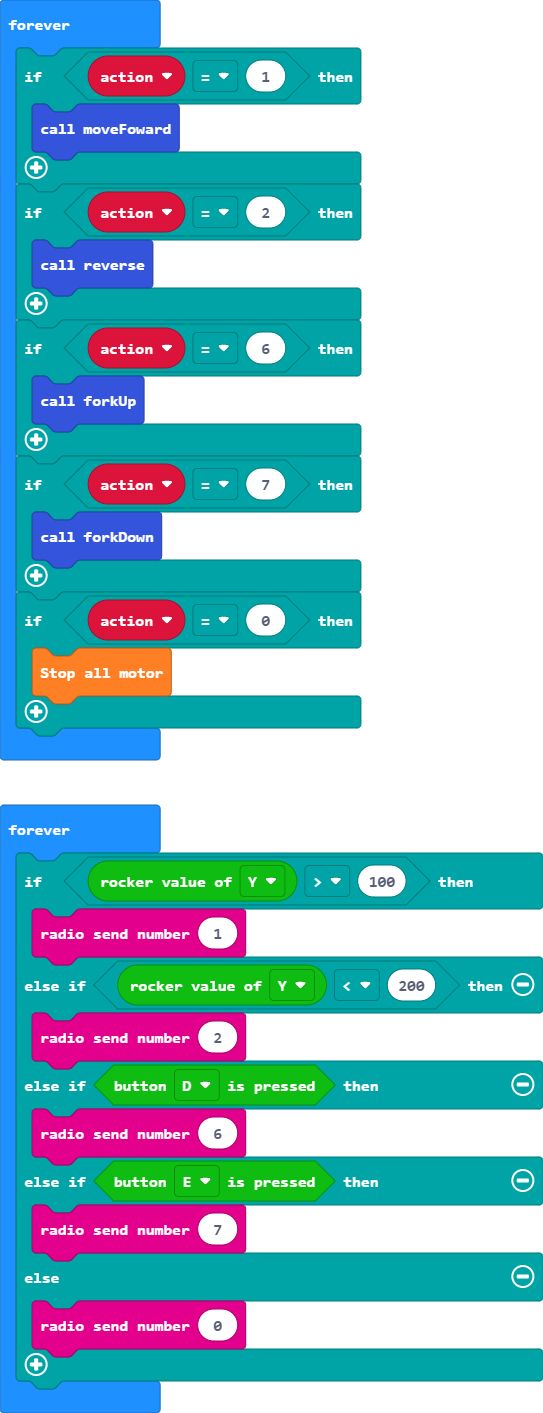 forever
if action = 1 then
call moveFoward
if action = 2 then
call reverse
if action = 6 then
call forkUp
if action = 7 then
call forkDown
if action = 0 then
Stop all motor
forever
if rocker value of Y > 100 then
radio send number 1
else if rocker value of Y < 200 then
radio send number 2
else if button D is pressed then
radio send number 6
else if button E is pressed then
radio send number 7
else
radio send number 0